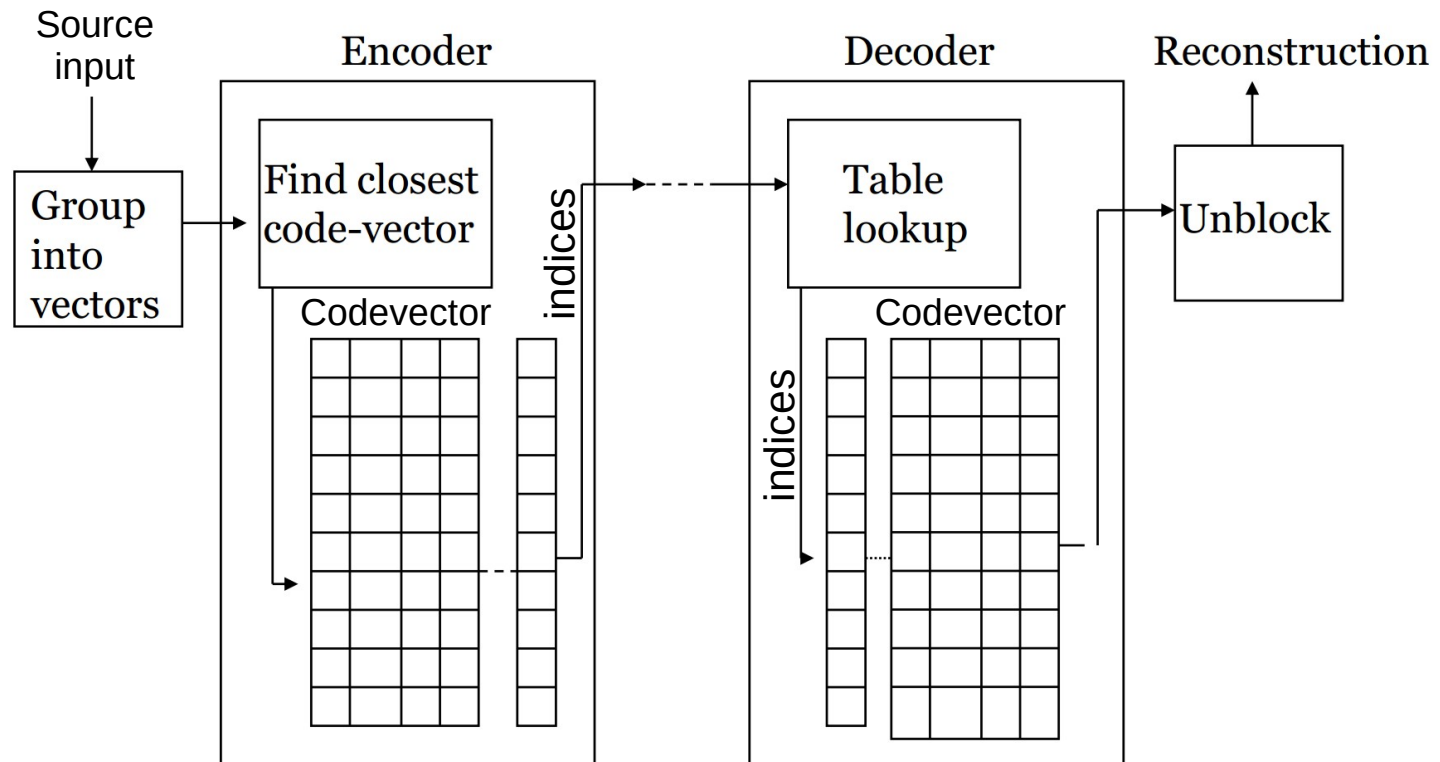 Source
input
Encoder
Decoder
Reconstruction
Group
into
vectors
Find closest
code-vector
indices
Codevector
Table
lookup
Codevector
indices
Unblock